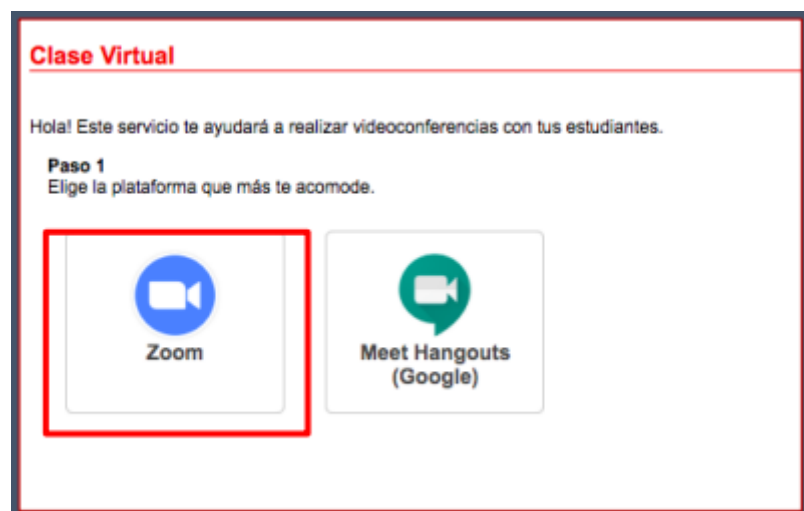 Clase Virtual
Hola! Este servicio te ayudará a realizar videoconferencias con tus estudiantes.
Paso 1
Elige la plataforma que más te acomode.
Zoom
Meet Hangouts
(Google)